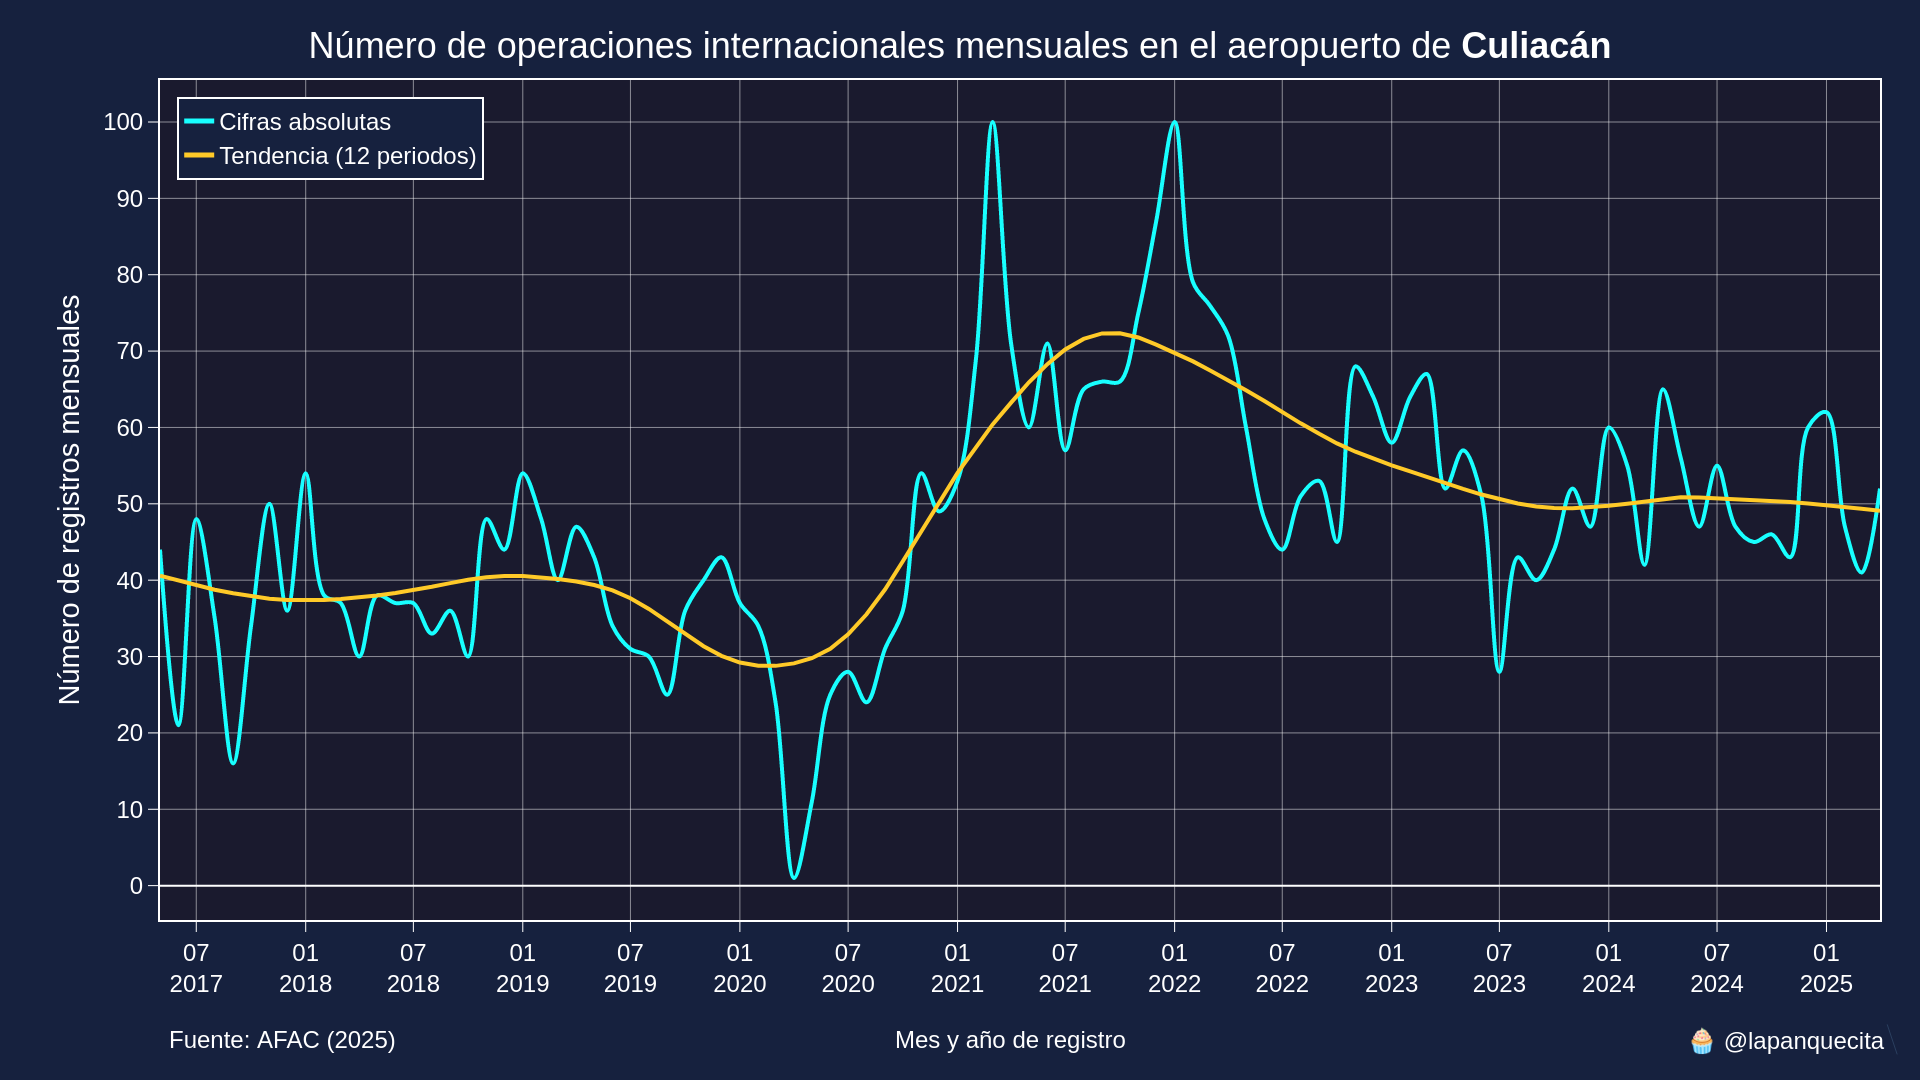 Número de operaciones internacionales mensuales en el aeropuerto de Culiacán
Cifras absolutas
Tendencia (12 periodos)
Número de registros mensuales
100
90
80
70
60
50
40
30
20
10
0
07 01 07 01 07 01 07 01 07 01 07 01 07 01 07 01
2017 2018 2018 2019 2019 2020 2020 2021 2021 2022 2022 2023 2023 2024 2024 2025
Fuente: AFAC (2025)
Mes y año de registro
🧁 @lapanquecita